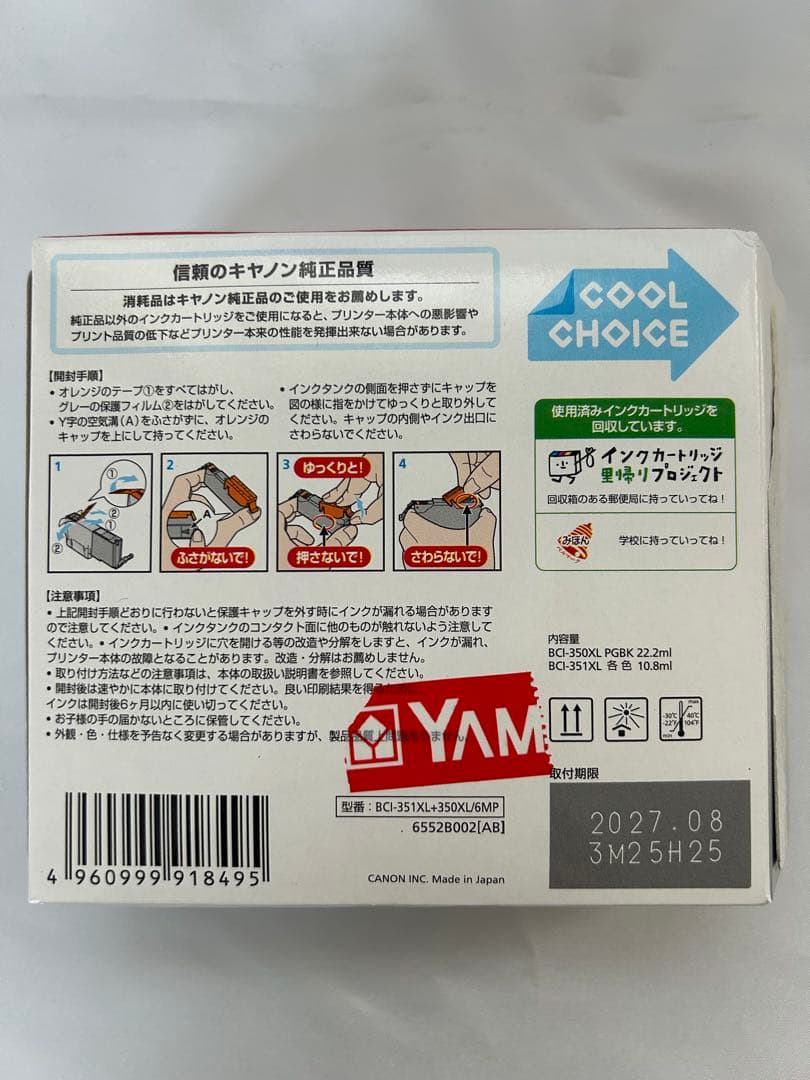 信頼のキヤノン純正品質
消耗品はキヤノン純正品のご使用をお薦めします。
純正品以外のインクカートリッジをご使用になると、プリンター本体への悪影響や
プリント品質の低下などプリンター本来の性能を発揮出来ない場合があります。
COOL
CHOICE
【開封手順】
• オレンジのテープ①をすべてはがし、
グレーの保護フィルム②をはがしてください。
• Y字の空気溝（A）をふさがずに、オレンジの
キャップを上にして持ってください。
• インクタンクの側面を押さずにキャップを
図の様に指をかけてゆっくりと取り外して
ください。キャップの内側やインク出口に
さわらないでください。
1
①
②
①
②
2
A
ふさがないで！
3
ゆっくりと！
押さないで！
4
さわらないで！
使用済みインクカートリッジを
回収しています。
インクカートリッジ
里帰りプロジェクト
回収箱のある郵便局に持っていってね！
みほん
ベルマーク
学校に持っていってね！
【注意事項】
• 上記開封手順どおりに行わないと保護キャップを外す時にインクが漏れる場合があります
ので注意してください。• インクタンクのコンタクト面に他のものが触れないよう注意して
ください。• インクカートリッジに穴を開ける等の改造や分解をしますと、インクが漏れ、
プリンター本体の故障となることがあります。改造・分解はお薦めしません。
• 取り付け方法などの注意事項は、本体の取扱い説明書を参照してください。
• 開封後は速やかに本体に取り付けてください。良い印刷結果を得るために、
インクは開封後6ヶ月以内に使い切ってください。
• お子様の手の届かないところに保管してください。
• 外観・色・仕様を予告なく変更する場合がありますが、製品品質上問題ありません。
YAM
内容量
BCI-350XL PGBK 22.2ml
BCI-351XL 各色 10.8ml
-30℃
-22°F
min
max
40℃
104°F
取付期限
2027.08
3M25H25
型番：BCI-351XL+350XL/6MP
6552B002[AB]
CANON INC. Made in Japan
4 960999 918495